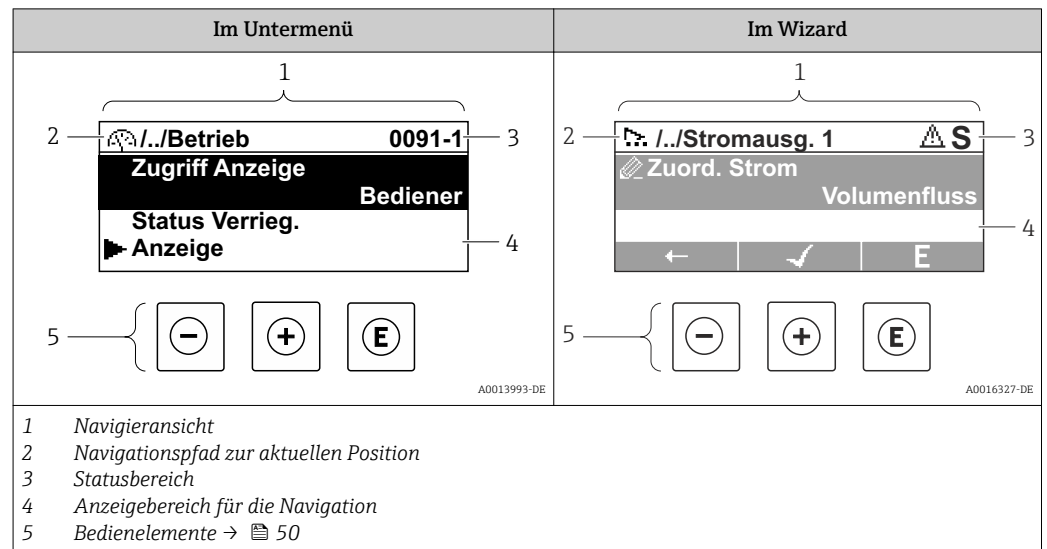 Im Untermenü
Im Wizard
1
2
/../Betrieb 0091-1
3
Zugriff Anzeige
Bediener
Status Verrieg.
Anzeige
4
5
- + E
A0013993-DE
1
2
/../Stromausg. 1 S
3
Zuord. Strom
Volumenfluss
4
← ✓ E
5
- + E
A0016327-DE
1 Navigieransicht
2 Navigationspfad zur aktuellen Position
3 Statusbereich
4 Anzeigebereich für die Navigation
5 Bedienelemente → 50